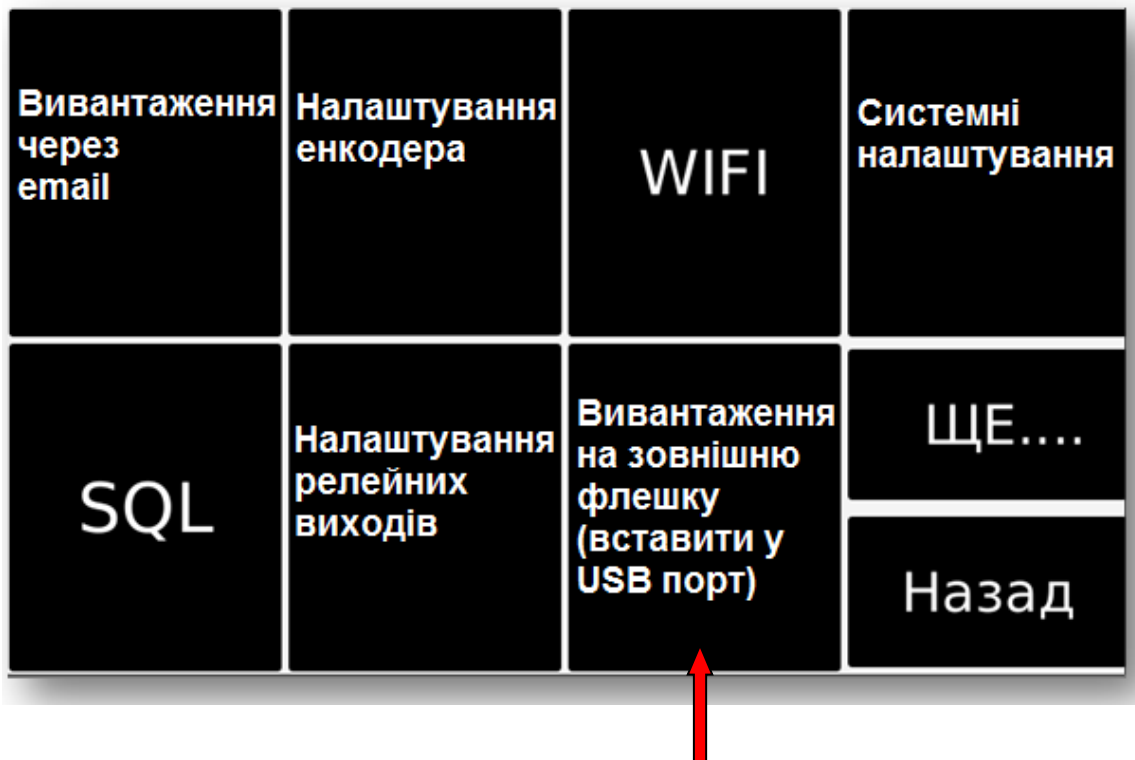 Вивантаження
через
email
Налаштування
енкодера
WIFI
Системні
налаштування
SQL
Налаштування
релейних
виходів
Вивантаження
на зовнішню
флешку
(вставити у
USB порт)
ЩЕ....
Назад